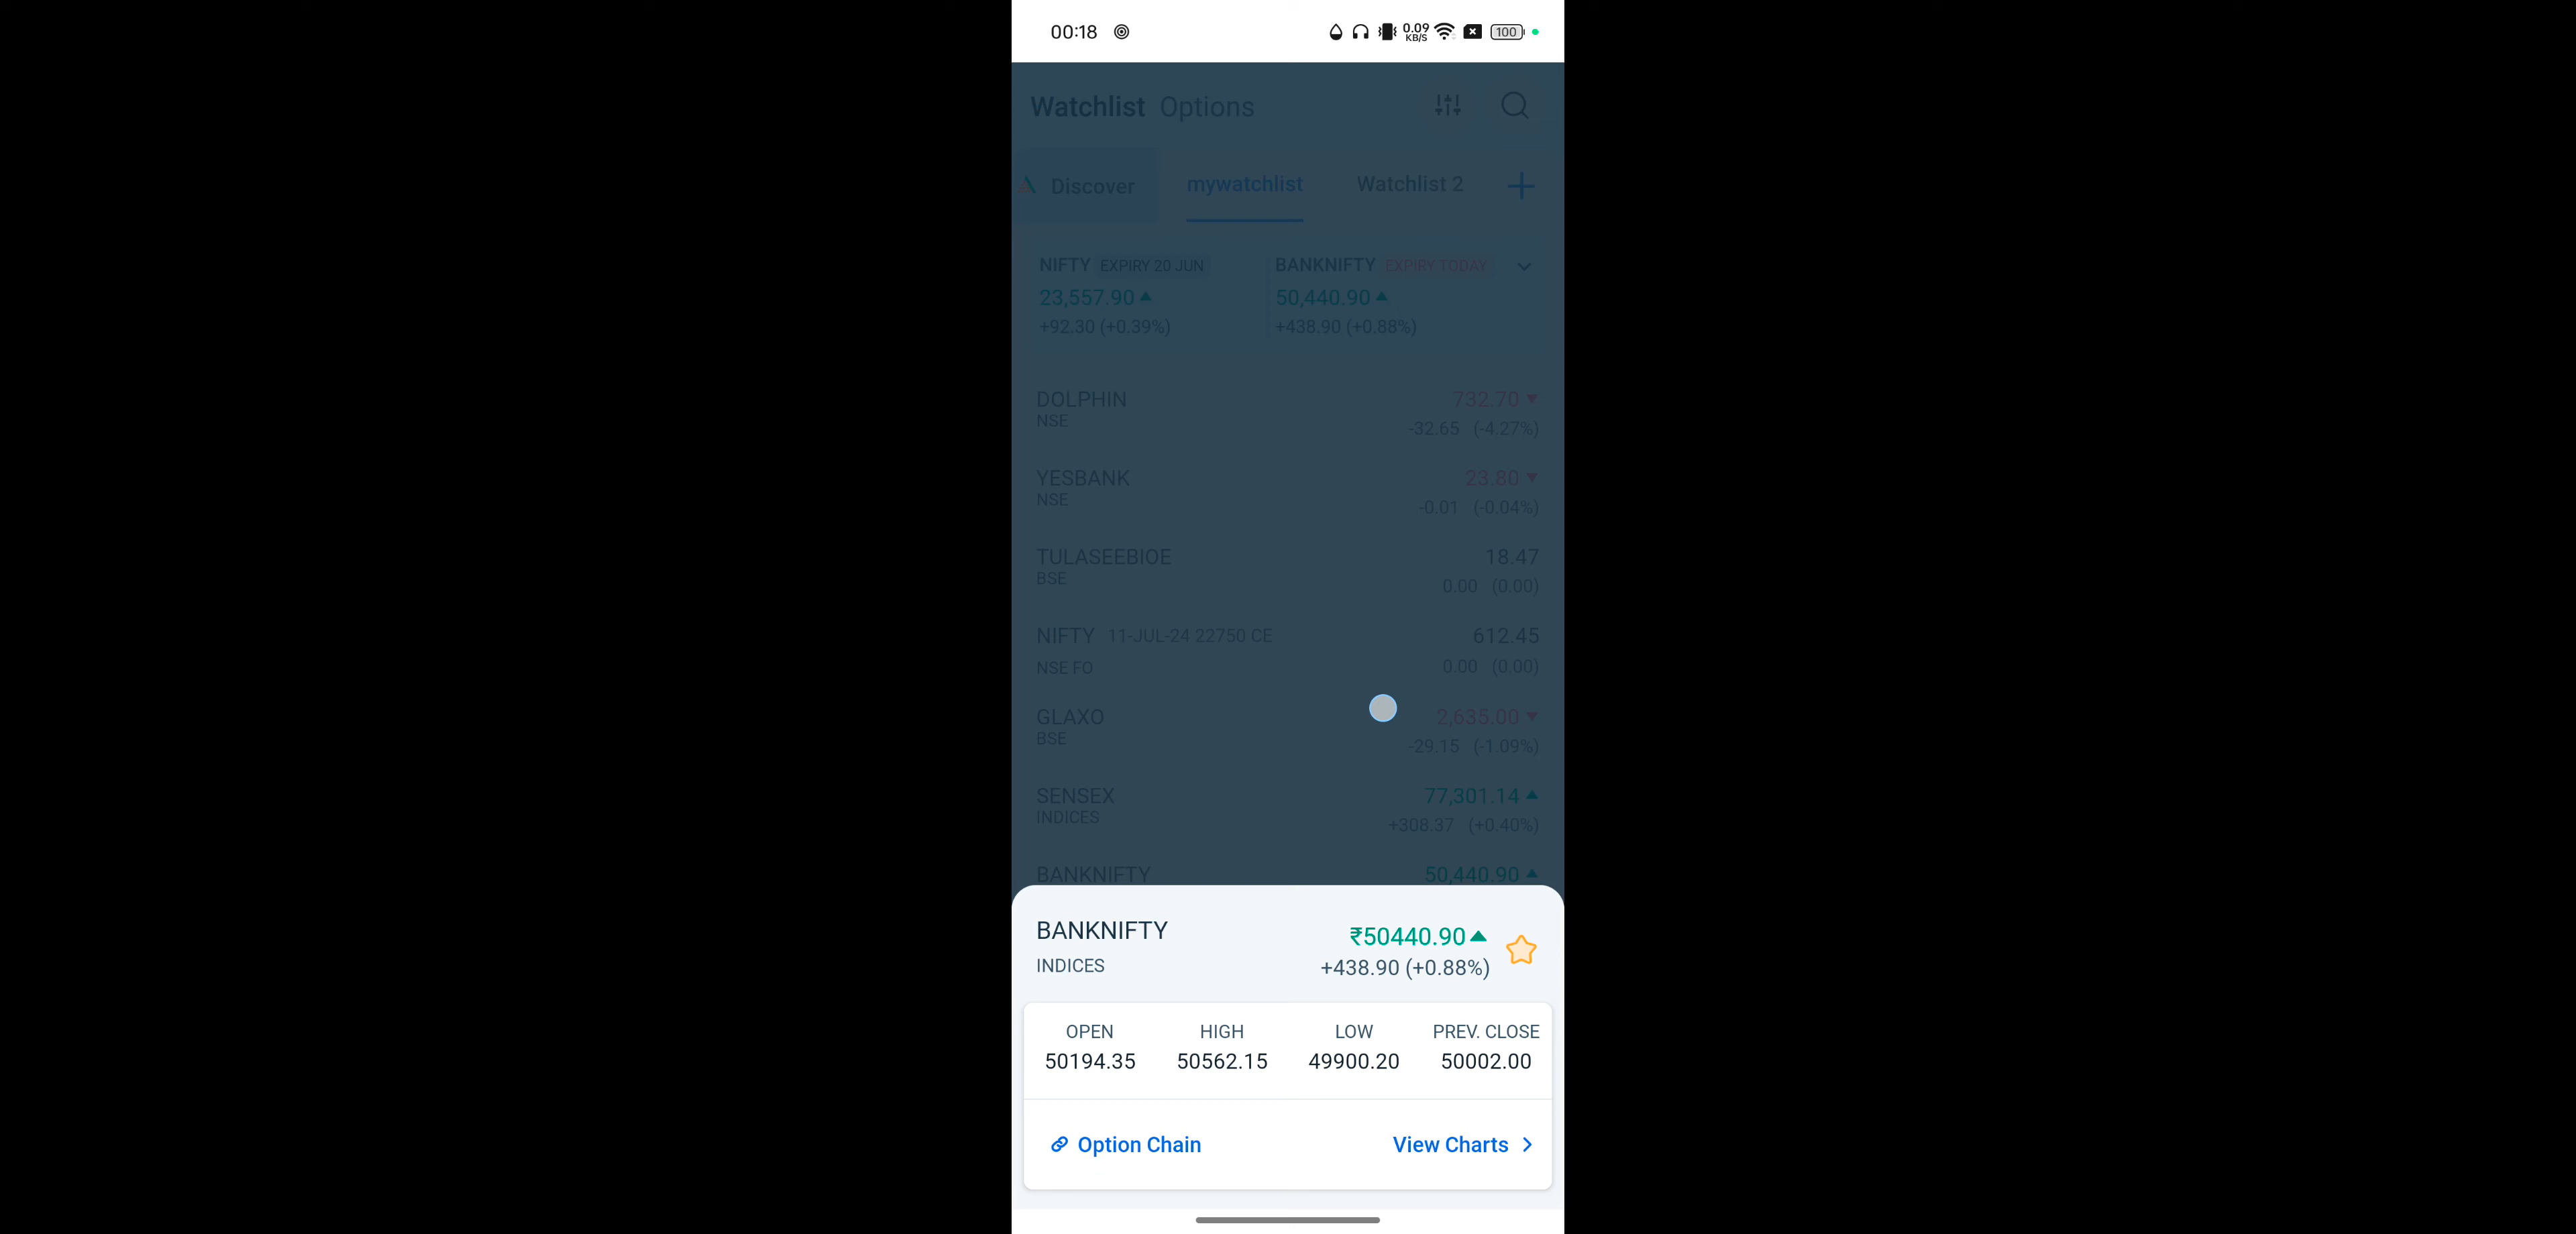 00:18 0.09 KB/S 100
Watchlist Options
Discover mywatchlist Watchlist 2
NIFTY EXPIRY 20 JUN BANKNIFTY EXPIRY TODAY
23,557.90 50,440.90
+92.30 (+0.39%) +438.90 (+0.88%)
DOLPHIN 732.70
NSE -32.65 (-4.27%)
YESBANK 23.80
NSE -0.01 (-0.04%)
TULASEEBIOE 18.47
BSE 0.00 (0.00)
NIFTY 11-JUL-24 22750 CE 612.45
NSE FO 0.00 (0.00)
GLAXO 2,635.00
BSE -29.15 (-1.09%)
SENSEX 77,301.14
INDICES +308.37 (+0.40%)
BANKNIFTY 50,440.90
BANKNIFTY ₹50440.90
INDICES +438.90 (+0.88%)
OPEN HIGH LOW PREV. CLOSE
50194.35 50562.15 49900.20 50002.00
Option Chain View Charts